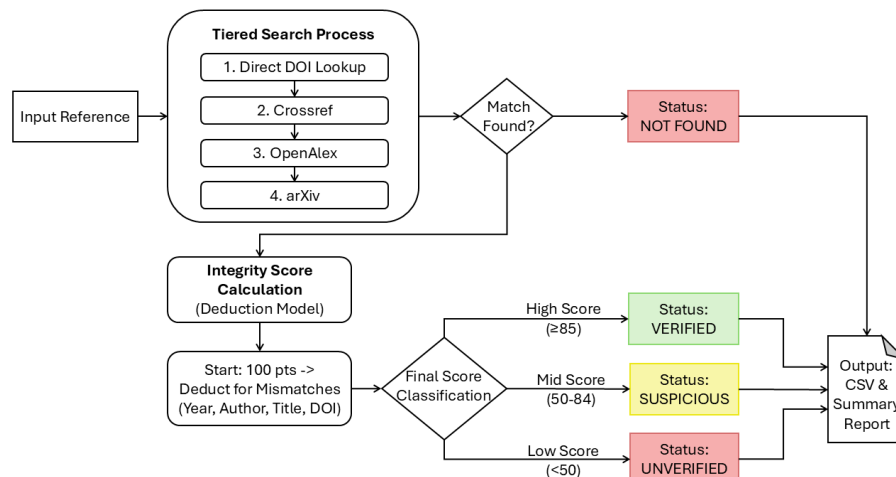 Tiered Search Process
1. Direct DOI Lookup
2. Crossref
3. OpenAlex
4. arXiv
Input Reference
Match
Found?
Status:
NOT FOUND
Integrity Score
Calculation
(Deduction Model)
Start: 100 pts ->
Deduct for Mismatches
(Year, Author, Title, DOI)
Final Score
Classification
High Score
(≥85)
Status:
VERIFIED
Mid Score
(50-84)
Status:
SUSPICIOUS
Low Score
(<50)
Status:
UNVERIFIED
Output:
CSV &
Summary
Report